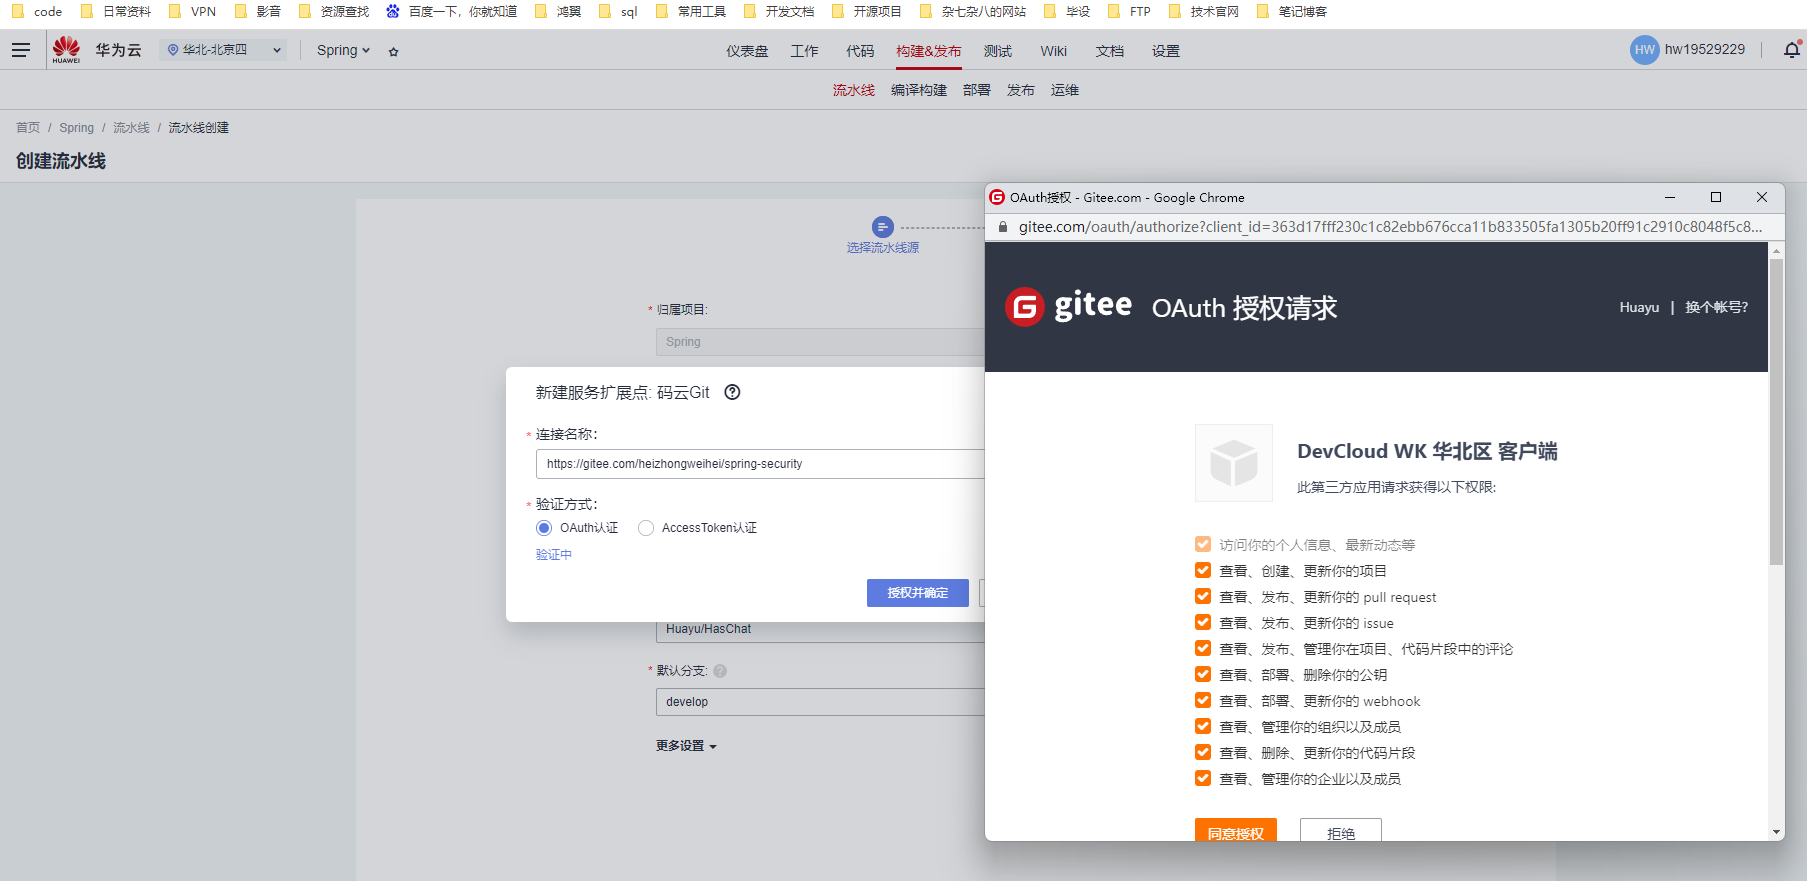 code 日常资料 VPN 影音 资源查找 百度一下，你就知道 鸿翼 sql 常用工具 开发文档 开源项目 杂七杂八的网站 毕设 FTP 技术官网 笔记博客
HUAWEI 华为云 华北-北京四 Spring 仪表盘 工作 代码 构建&发布 测试 Wiki 文档 设置 HW hw19529229
流水线 编译构建 部署 发布 运维
首页 / Spring / 流水线 / 流水线创建
创建流水线
选择流水线源
* 归属项目:
Spring
新建服务扩展点: 码云Git
* 连接名称:
https://gitee.com/heizhongweihei/spring-security
* 验证方式:
OAuth认证 AccessToken认证
验证中
授权并确定
Huayu/HasChat
* 默认分支:
develop
更多设置
OAuth授权 - Gitee.com - Google Chrome
gitee.com/oauth/authorize?client_id=363d17fff230c1c82ebb676cca11b833505fa1305b20ff91c2910c8048f5c8...
gitee OAuth 授权请求 Huayu | 换个帐号?
DevCloud WK 华北区 客户端
此第三方应用请求获得以下权限:
访问你的个人信息、最新动态等
查看、创建、更新你的项目
查看、发布、更新你的 pull request
查看、发布、更新你的 issue
查看、发布、管理你在项目、代码片段中的评论
查看、部署、删除你的公钥
查看、部署、更新你的 webhook
查看、管理你的组织以及成员
查看、删除、更新你的代码片段
查看、管理你的企业以及成员
同意授权 拒绝